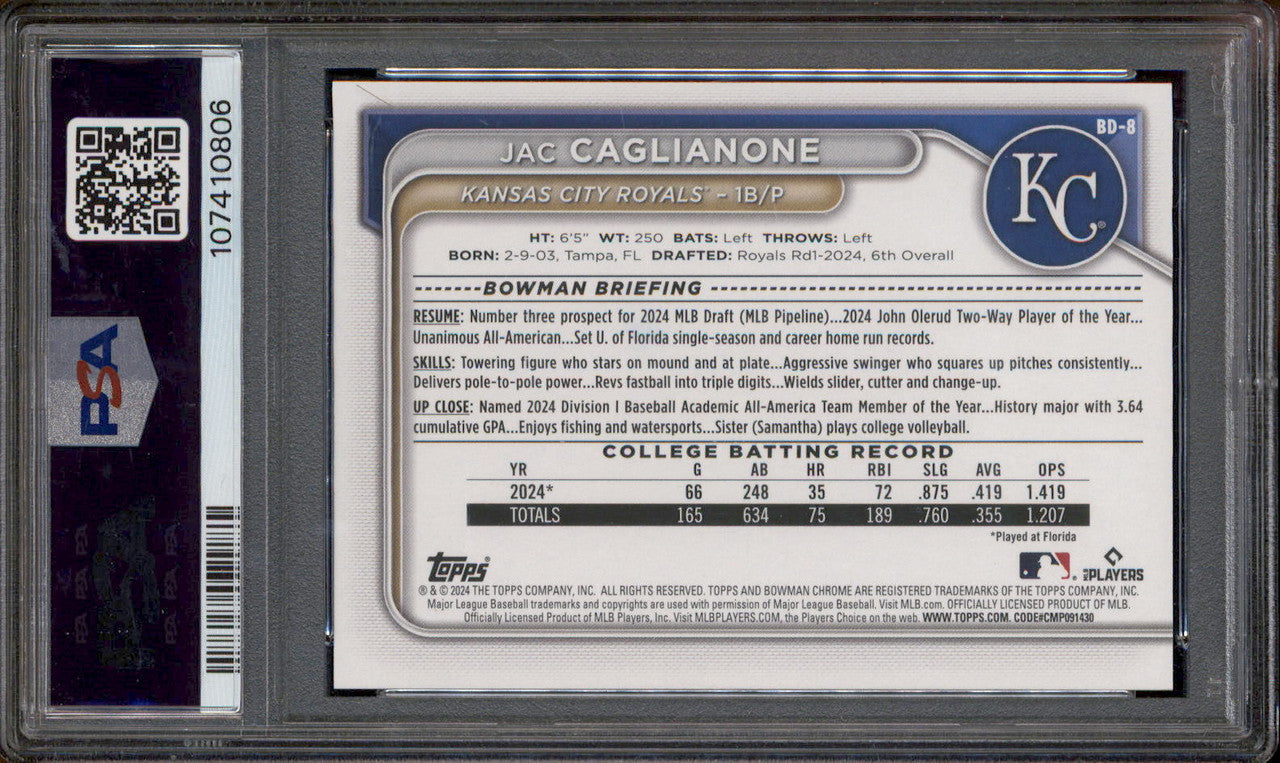 107410806
PSA
BD-8
JAC CAGLIANONE
KANSAS CITY ROYALS® – 1B/P
KC®
HT: 6'5" WT: 250 BATS: Left THROWS: Left
BORN: 2-9-03, Tampa, FL DRAFTED: Royals Rd1-2024, 6th Overall
BOWMAN BRIEFING
RESUME: Number three prospect for 2024 MLB Draft (MLB Pipeline)...2024 John Olerud Two-Way Player of the Year...
Unanimous All-American...Set U. of Florida single-season and career home run records.
SKILLS: Towering figure who stars on mound and at plate...Aggressive swinger who squares up pitches consistently...
Delivers pole-to-pole power...Revs fastball into triple digits...Wields slider, cutter and change-up.
UP CLOSE: Named 2024 Division I Baseball Academic All-America Team Member of the Year...History major with 3.64
cumulative GPA...Enjoys fishing and watersports...Sister (Samantha) plays college volleyball.
COLLEGE BATTING RECORD
YR G AB HR RBI SLG AVG OPS
2024* 66 248 35 72 .875 .419 1.419
TOTALS 165 634 75 189 .760 .355 1.207
*Played at Florida
Topps®
MLB PLAYERS
® & © 2024 THE TOPPS COMPANY, INC. ALL RIGHTS RESERVED. TOPPS AND BOWMAN CHROME ARE REGISTERED TRADEMARKS OF THE TOPPS COMPANY, INC.
Major League Baseball trademarks and copyrights are used with permission of Major League Baseball. Visit MLB.com. OFFICIALLY LICENSED PRODUCT OF MLB.
Officially Licensed Product of MLB Players, Inc. Visit MLBPLAYERS.COM, the Players Choice on the web. WWW.TOPPS.COM. CODE#CMP091430